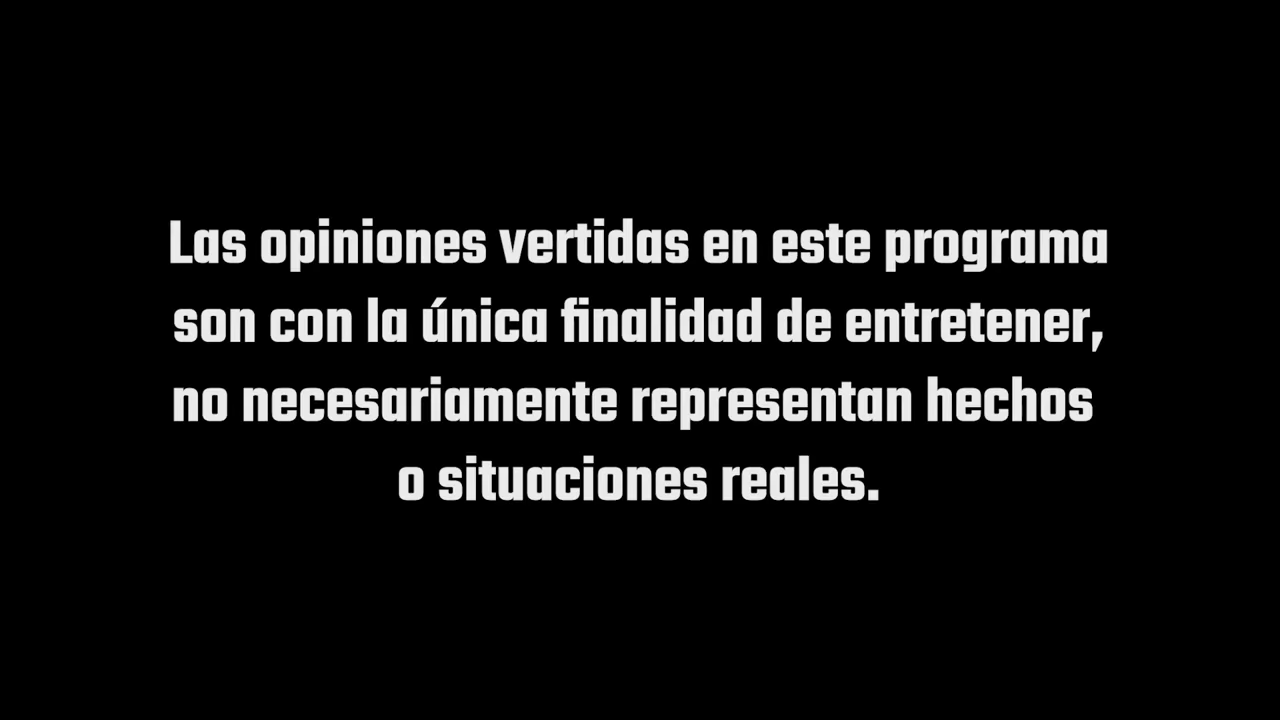 Las opiniones vertidas en este programa
son con la única finalidad de entretener,
no necesariamente representan hechos
o situaciones reales.